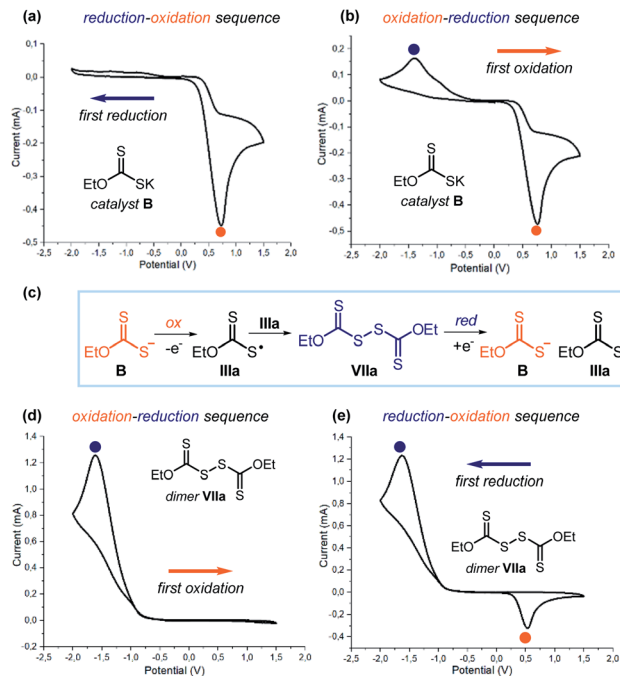 (a) reduction-oxidation sequence
0,1
0,0
-0,1
-0,2
-0,3
-0,4
-0,5
Current (mA)
first reduction
S
EtO SK
catalyst B
-2,5 -2,0 -1,5 -1,0 -0,5 0,0 0,5 1,0 1,5 2,0
Potential (V)
(b) oxidation-reduction sequence
0,3
0,2
0,1
0,0
-0,1
-0,2
-0,3
-0,4
-0,5
Current (mA)
first oxidation
S
EtO SK
catalyst B
-2,5 -2,0 -1,5 -1,0 -0,5 0,0 0,5 1,0 1,5 2,0
Potential (V)
(c)
S S S S S
ox IIIa S OEt red
EtO S− -e− EtO S• EtO S +e− EtO S− EtO
S
B IIIa VIIa B IIIa
(d) oxidation-reduction sequence
1,4
1,2
1,0
0,8
0,6
0,4
0,2
0,0
-0,2
Current (mA)
S
EtO S S OEt
S
dimer VIIa
first oxidation
-2,5 -2,0 -1,5 -1,0 -0,5 0,0 0,5 1,0 1,5 2,0
Potential (V)
(e) reduction-oxidation sequence
1,4
1,2
1,0
0,8
0,6
0,4
0,2
0,0
-0,2
-0,4
Current (mA)
first reduction
S
EtO S S OEt
S
dimer VIIa
-2,5 -2,0 -1,5 -1,0 -0,5 0,0 0,5 1,0 1,5 2,0
Potential (V)